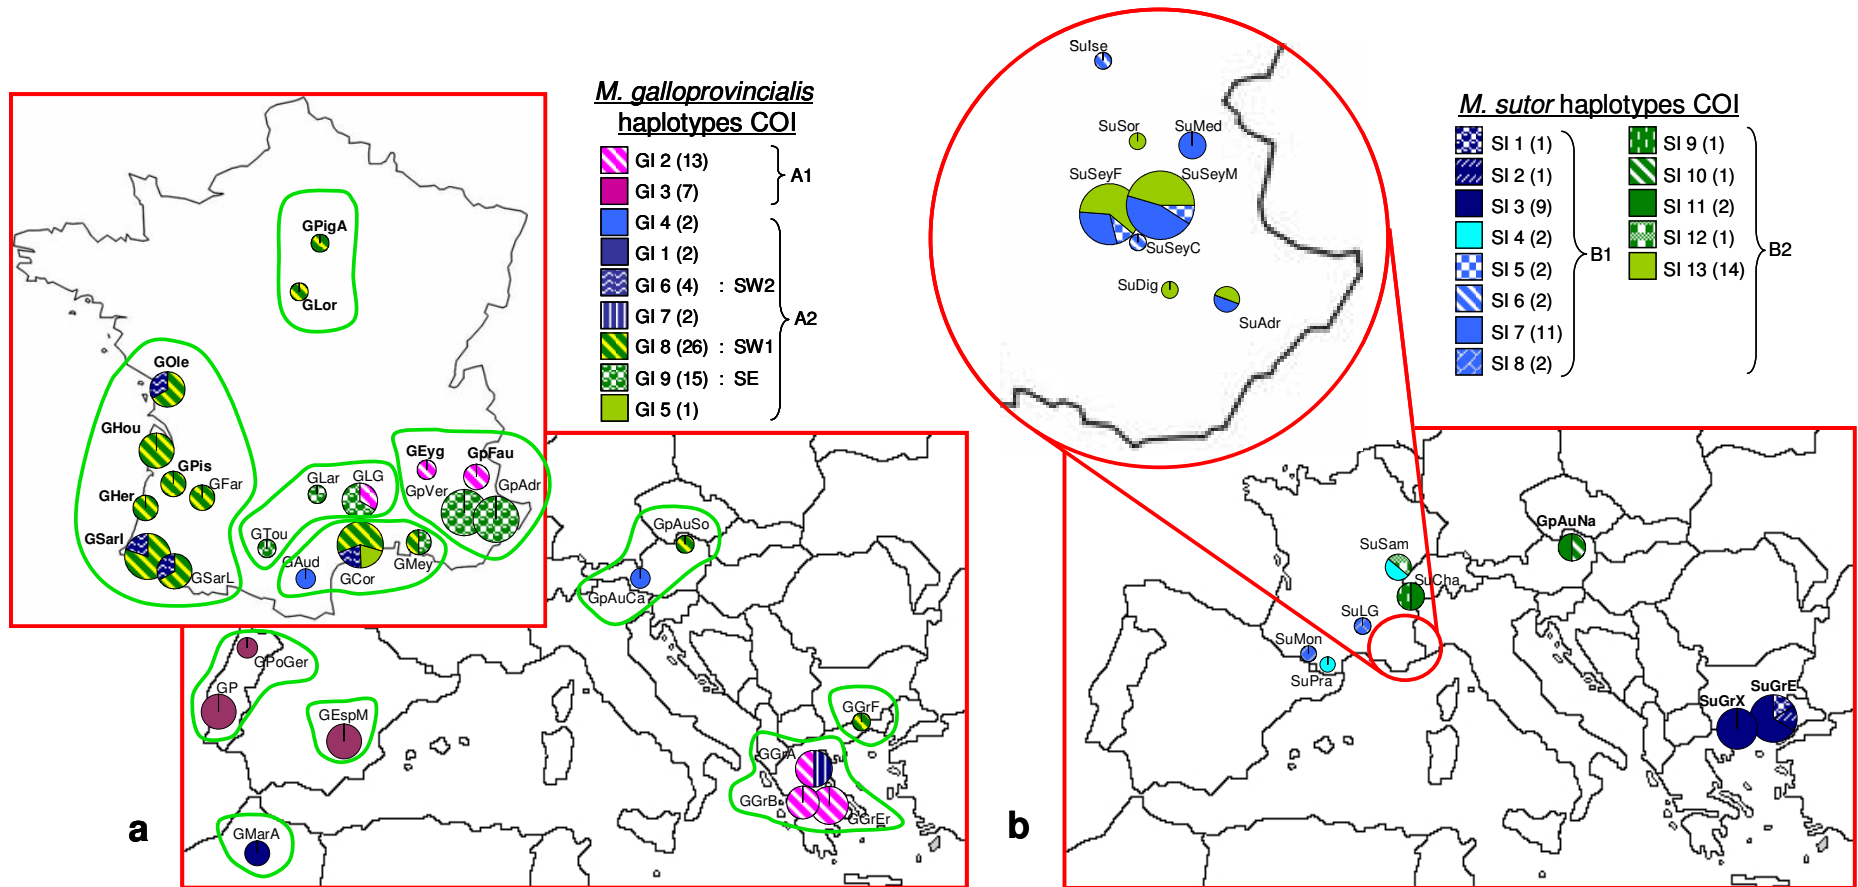 M. galloprovincialis
haplotypes COI
GI 2 (13)
GI 3 (7)
A1
GI 4 (2)
GI 1 (2)
GI 6 (4) : SW2
GI 7 (2)
GI 8 (26) : SW1
GI 9 (15) : SE
GI 5 (1)
A2
GPigA
GLor
GOle
GHou
GPis
GFar
GHer
GSarI
GSarL
GLar
GLG
GTou
GAud
GCor
GMey
GEyg
GpFau
GpVer
GpAdr
GpAuSo
GpAuCa
GPoGer
GP
GEspM
GMarA
GGrF
GGrA
GGrB
GGrEr
a
M. sutor haplotypes COI
SI 1 (1)
SI 2 (1)
SI 3 (9)
SI 4 (2)
SI 5 (2)
SI 6 (2)
SI 7 (11)
SI 8 (2)
B1
SI 9 (1)
SI 10 (1)
SI 11 (2)
SI 12 (1)
SI 13 (14)
B2
SuIse
SuSor
SuMed
SuSeyF
SuSeyM
SuSeyC
SuDig
SuAdr
GpAuNa
SuSam
SuCha
SuLG
SuMon
SuPra
SuGrX
SuGrE
b